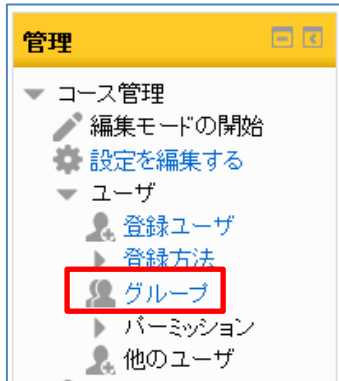 管理
コース管理
編集モードの開始
設定を編集する
ユーザ
登録ユーザ
登録方法
グループ
パーミッション
他のユーザ